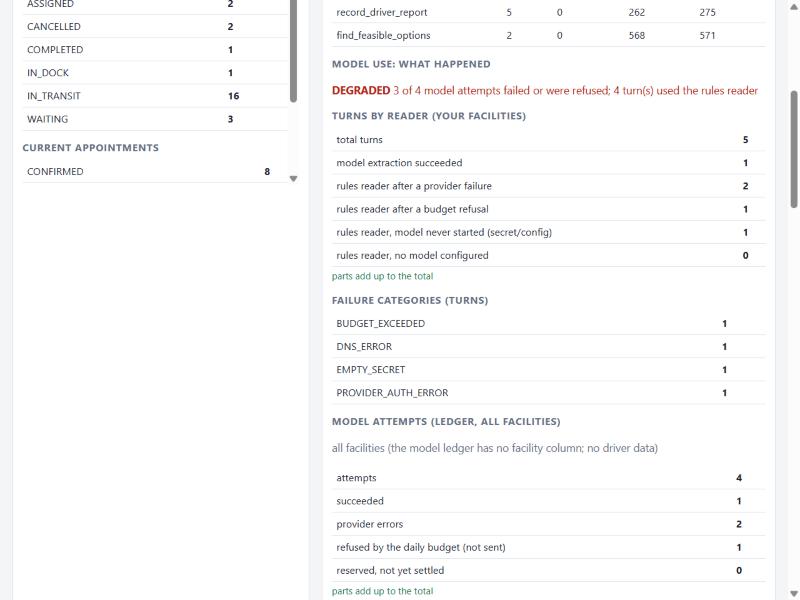 ASSIGNED 2
CANCELLED 2
COMPLETED 1
IN_DOCK 1
IN_TRANSIT 16
WAITING 3
CURRENT APPOINTMENTS
CONFIRMED 8
record_driver_report 5 0 262 275
find_feasible_options 2 0 568 571
MODEL USE: WHAT HAPPENED
DEGRADED 3 of 4 model attempts failed or were refused; 4 turn(s) used the rules reader
TURNS BY READER (YOUR FACILITIES)
total turns 5
model extraction succeeded 1
rules reader after a provider failure 2
rules reader after a budget refusal 1
rules reader, model never started (secret/config) 1
rules reader, no model configured 0
parts add up to the total
FAILURE CATEGORIES (TURNS)
BUDGET_EXCEEDED 1
DNS_ERROR 1
EMPTY_SECRET 1
PROVIDER_AUTH_ERROR 1
MODEL ATTEMPTS (LEDGER, ALL FACILITIES)
all facilities (the model ledger has no facility column; no driver data)
attempts 4
succeeded 1
provider errors 2
refused by the daily budget (not sent) 1
reserved, not yet settled 0
parts add up to the total